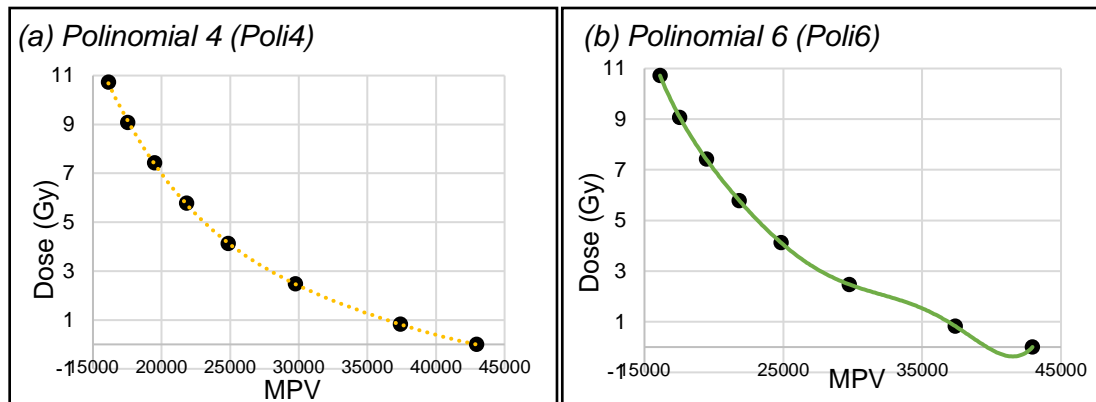 (a) Polinomial 4 (Poli4)
11
9
7
5
3
1
-1
15000 20000 25000 30000 35000 40000 45000
Dose (Gy)
MPV
(b) Polinomial 6 (Poli6)
11
9
7
5
3
1
-1
15000 25000 35000 45000
Dose (Gy)
MPV